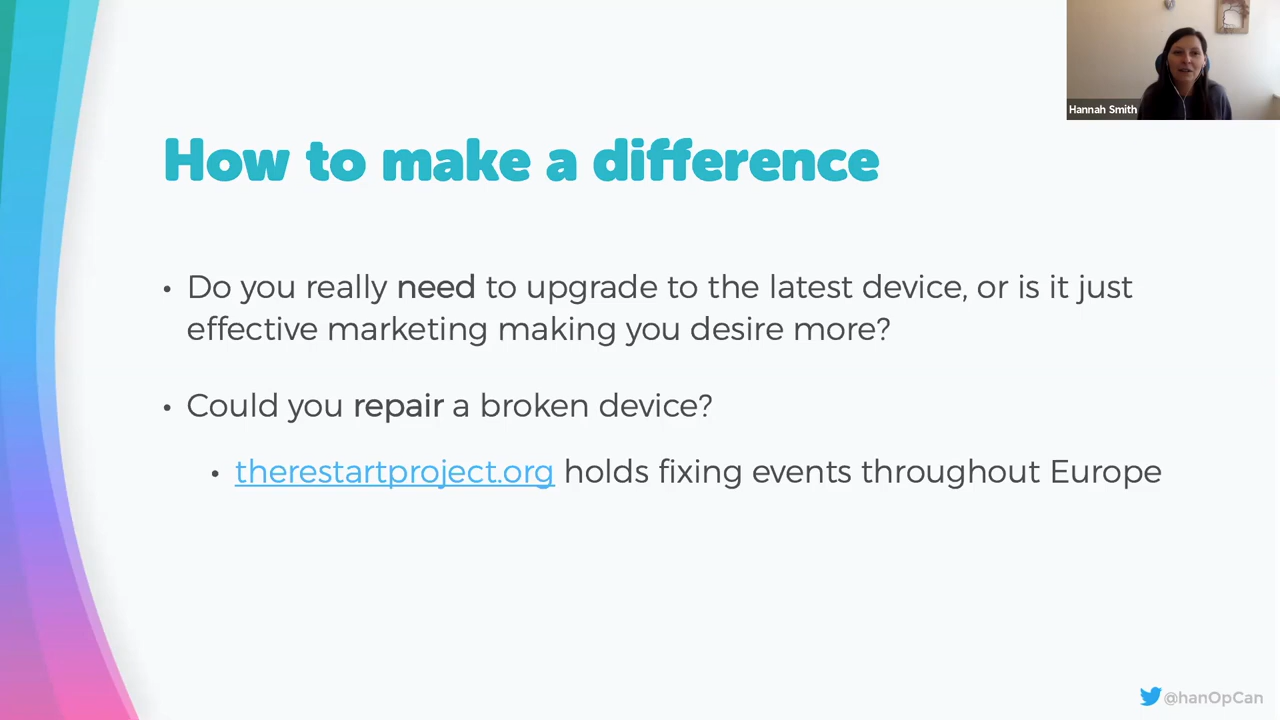 Hannah Smith
How to make a difference
• Do you really need to upgrade to the latest device, or is it just
effective marketing making you desire more?
• Could you repair a broken device?
• therestartproject.org holds fixing events throughout Europe
@hanOpCan